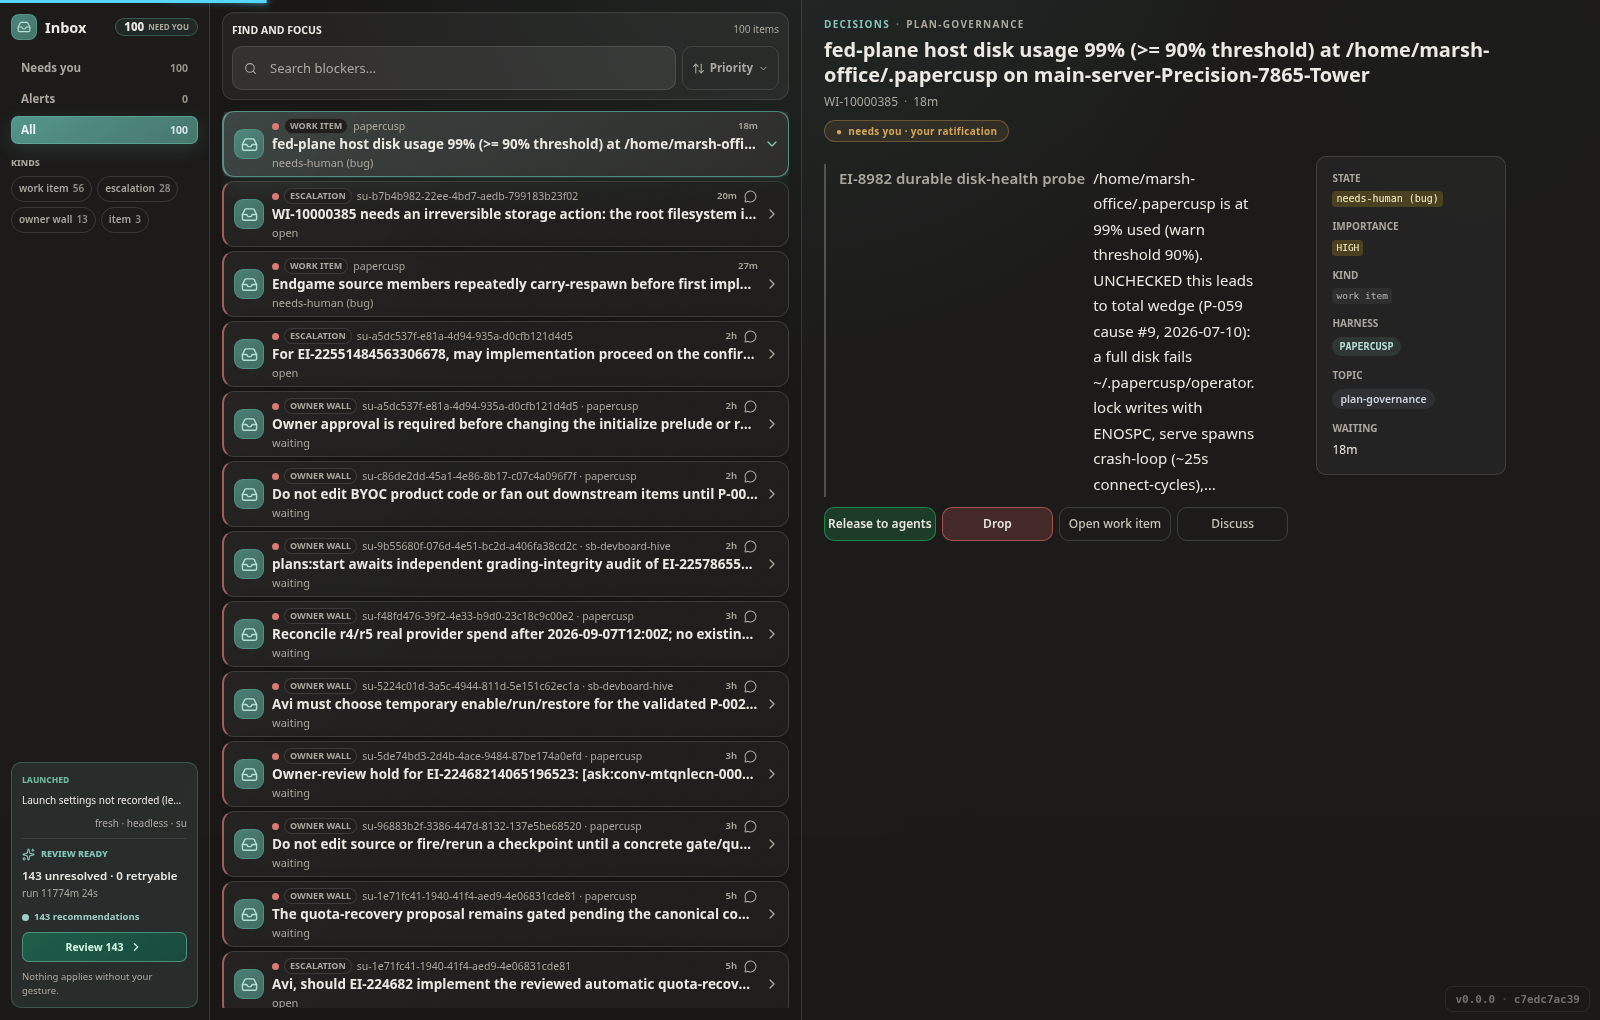 Inbox
100 NEED YOU
Needs you 100
Alerts 0
All 100
KINDS
work item 56
escalation 28
owner wall 13
item 3
LAUNCHED
Launch settings not recorded (le...
fresh · headless · su
REVIEW READY
143 unresolved · 0 retryable
run 11774m 24s
143 recommendations
Review 143
Nothing applies without your
gesture.
FIND AND FOCUS
100 items
Search blockers...
Priority
WORK ITEM papercusp 18m
fed-plane host disk usage 99% (>= 90% threshold) at /home/marsh-offi...
needs-human (bug)
ESCALATION su-b7b4b982-22ee-4bd7-aedb-799183b23f02 20m
WI-10000385 needs an irreversible storage action: the root filesystem i...
open
WORK ITEM papercusp 27m
Endgame source members repeatedly carry-respawn before first impl...
needs-human (bug)
ESCALATION su-a5dc537f-e81a-4d94-935a-d0cfb121d4d5 2h
For EI-22551484563306678, may implementation proceed on the confir...
open
OWNER WALL su-a5dc537f-e81a-4d94-935a-d0cfb121d4d5 · papercusp 2h
Owner approval is required before changing the initialize prelude or r...
waiting
OWNER WALL su-c86de2dd-45a1-4e86-8b17-c07c4a096f7f · papercusp 2h
Do not edit BYOC product code or fan out downstream items until P-00...
waiting
OWNER WALL su-9b55680f-076d-4e51-bc2d-a406fa38cd2c · sb-devboard-hive 2h
plans:start awaits independent grading-integrity audit of EI-22578655...
waiting
OWNER WALL su-f48fd476-39f2-4e33-b9d0-23c18c9c00e2 · papercusp 3h
Reconcile r4/r5 real provider spend after 2026-09-07T12:00Z; no existin...
waiting
OWNER WALL su-5224c01d-3a5c-4944-811d-5e151c62ec1a · sb-devboard-hive 3h
Avi must choose temporary enable/run/restore for the validated P-002...
waiting
OWNER WALL su-5de74bd3-2d4b-4ace-9484-87be174a0efd · papercusp 3h
Owner-review hold for EI-22468214065196523: [ask:conv-mtqnlecn-000...
waiting
OWNER WALL su-96883b2f-3386-447d-8132-137e5be68520 · papercusp 3h
Do not edit source or fire/rerun a checkpoint until a concrete gate/qu...
waiting
OWNER WALL su-1e71fc41-1940-41f4-aed9-4e06831cde81 · papercusp 5h
The quota-recovery proposal remains gated pending the canonical co...
waiting
ESCALATION su-1e71fc41-1940-41f4-aed9-4e06831cde81 5h
Avi, should EI-224682 implement the reviewed automatic quota-recov...
open
DECISIONS · PLAN-GOVERNANCE
fed-plane host disk usage 99% (>= 90% threshold) at /home/marsh-
office/.papercusp on main-server-Precision-7865-Tower
WI-10000385 · 18m
needs you · your ratification
EI-8982 durable disk-health probe /home/marsh-
office/.papercusp is at
99% used (warn
threshold 90%).
UNCHECKED this leads
to total wedge (P-059
cause #9, 2026-07-10):
a full disk fails
~/.papercusp/operator.
lock writes with
ENOSPC, serve spawns
crash-loop (~25s
connect-cycles),...
Release to agents
Drop
Open work item
Discuss
STATE
needs-human (bug)
IMPORTANCE
HIGH
KIND
work item
HARNESS
PAPERCUSP
TOPIC
plan-governance
WAITING
18m
v0.0.0 · c7edc7ac39